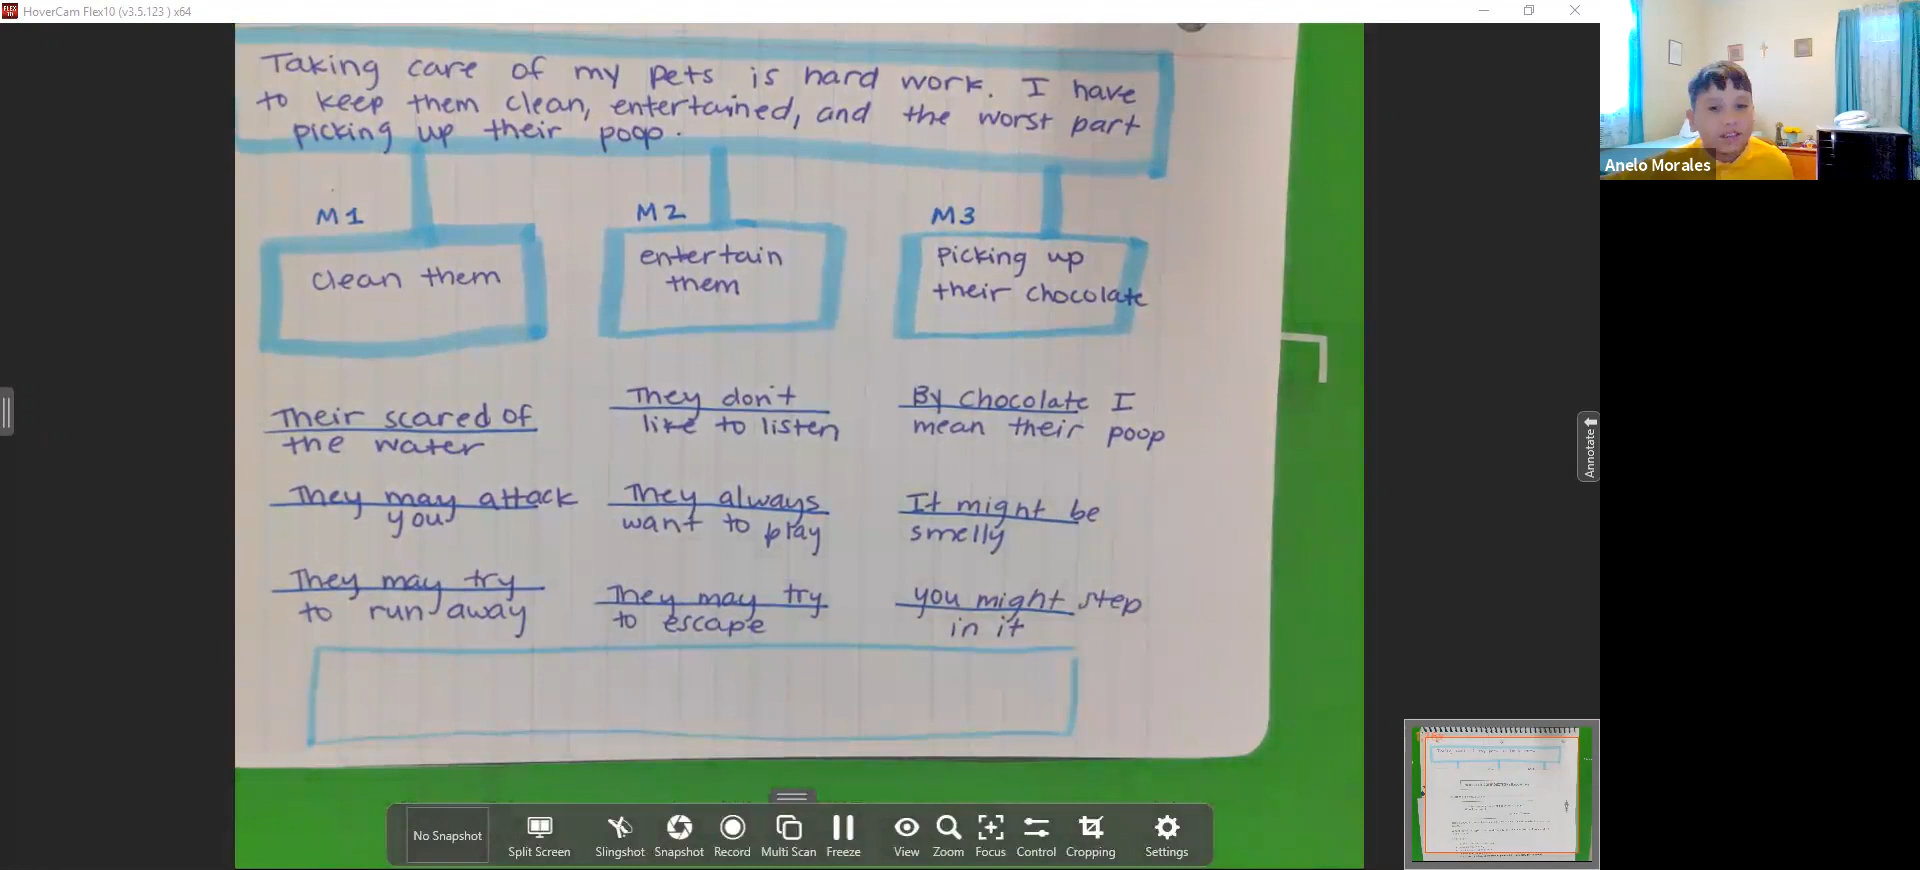 HoverCam Flex10 (v3.5.123 ) x64
Taking care of my pets is hard work. I have
to keep them clean, entertained, and the worst part
picking up their poop.
M1
clean them
Their scared of
the water
They may attack
you
They may try
to run away
M2
entertain
them
They don't
like to listen
They always
want to play
They may try
to escape
M3
Picking up
their chocolate
By chocolate I
mean their poop
It might be
smelly
you might step
in it
Anelo Morales
Annotate
No Snapshot
Split Screen
Slingshot
Snapshot
Record
Multi Scan
Freeze
View
Zoom
Focus
Control
Cropping
Settings